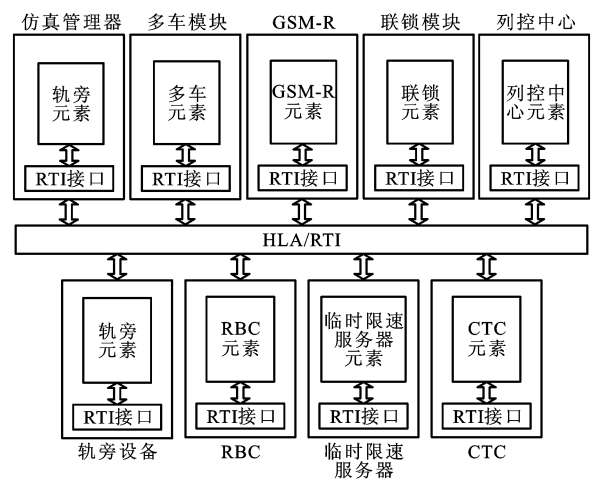 仿真管理器 多车模块 GSM-R 联锁模块 列控中心
轨旁
元素
RTI接口
多车
元素
RTI接口
GSM-R
元素
RTI接口
联锁
元素
RTI接口
列控中
心元素
RTI接口
HLA/RTI
轨旁
元素
RTI接口
RBC
元素
RTI接口
临时限速
服务器
元素
RTI接口
CTC
元素
RTI接口
轨旁设备
RBC
临时限速
服务器
CTC